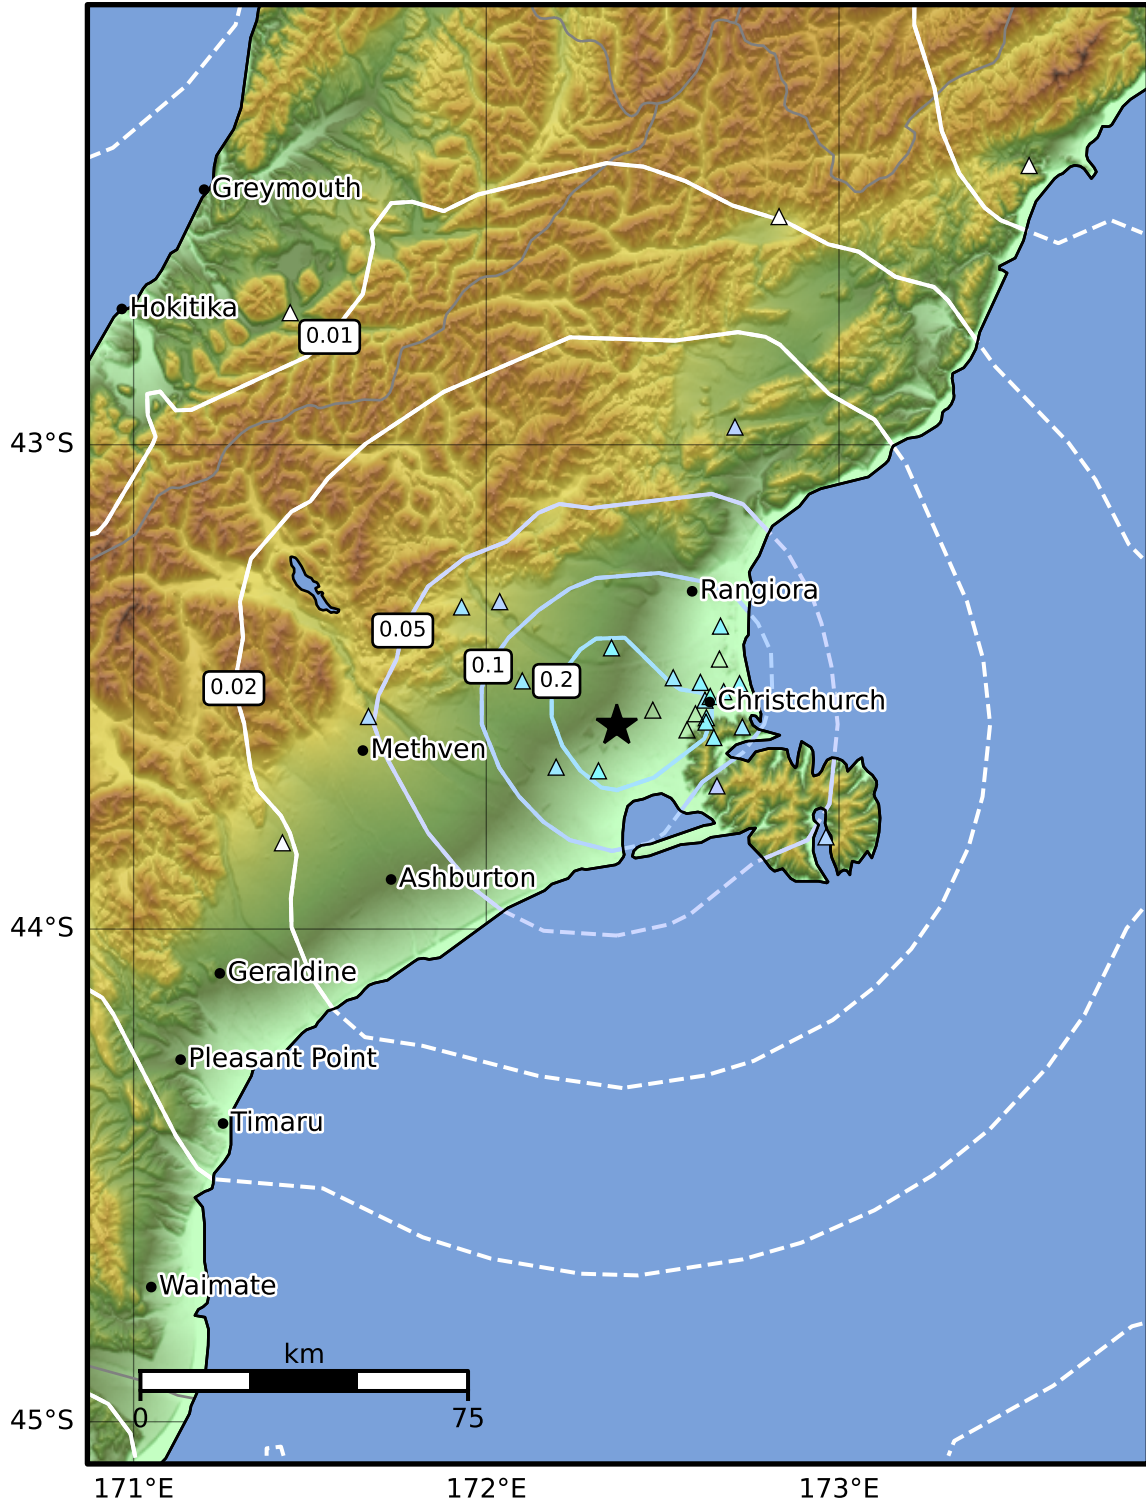 Greymouth
Hokitika
0.01
43°S
Rangiora
0.05
0.1
0.2
0.02
Christchurch
Methven
Ashburton
44°S
Geraldine
Pleasant Point
Timaru
Waimate
km
0
75
45°S
171°E
172°E
173°E